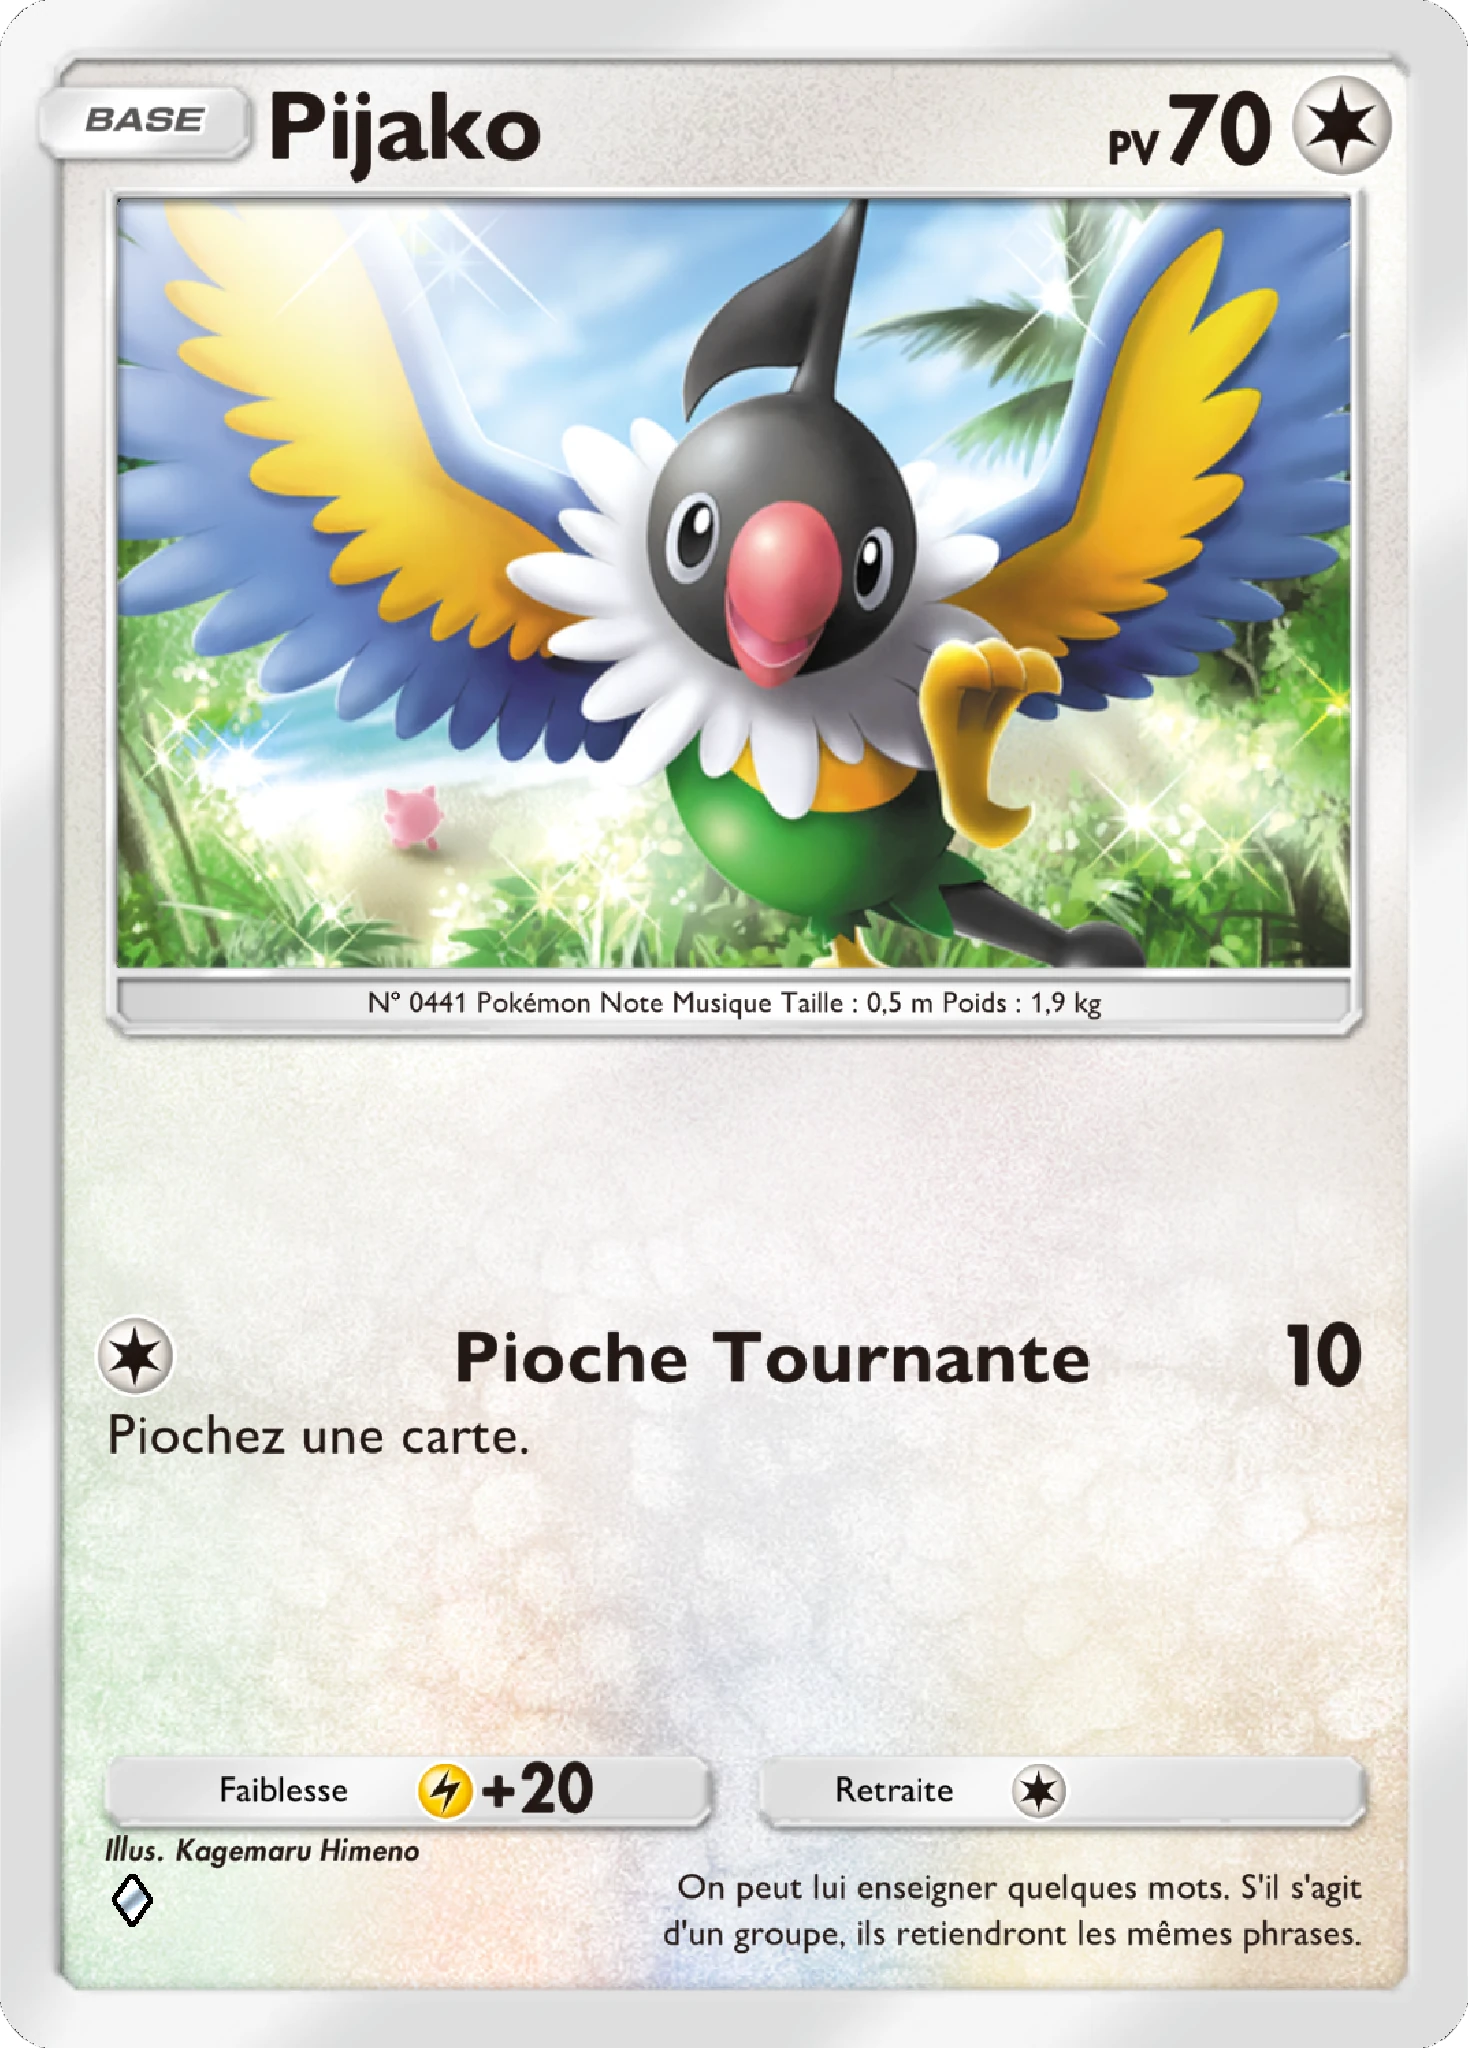 BASE Pijako PV 70
N° 0441 Pokémon Note Musique Taille : 0,5 m Poids : 1,9 kg
Pioche Tournante 10
Piochez une carte.
Faiblesse +20 Retraite
Illus. Kagemaru Himeno
On peut lui enseigner quelques mots. S'il s'agit
d'un groupe, ils retiendront les mêmes phrases.